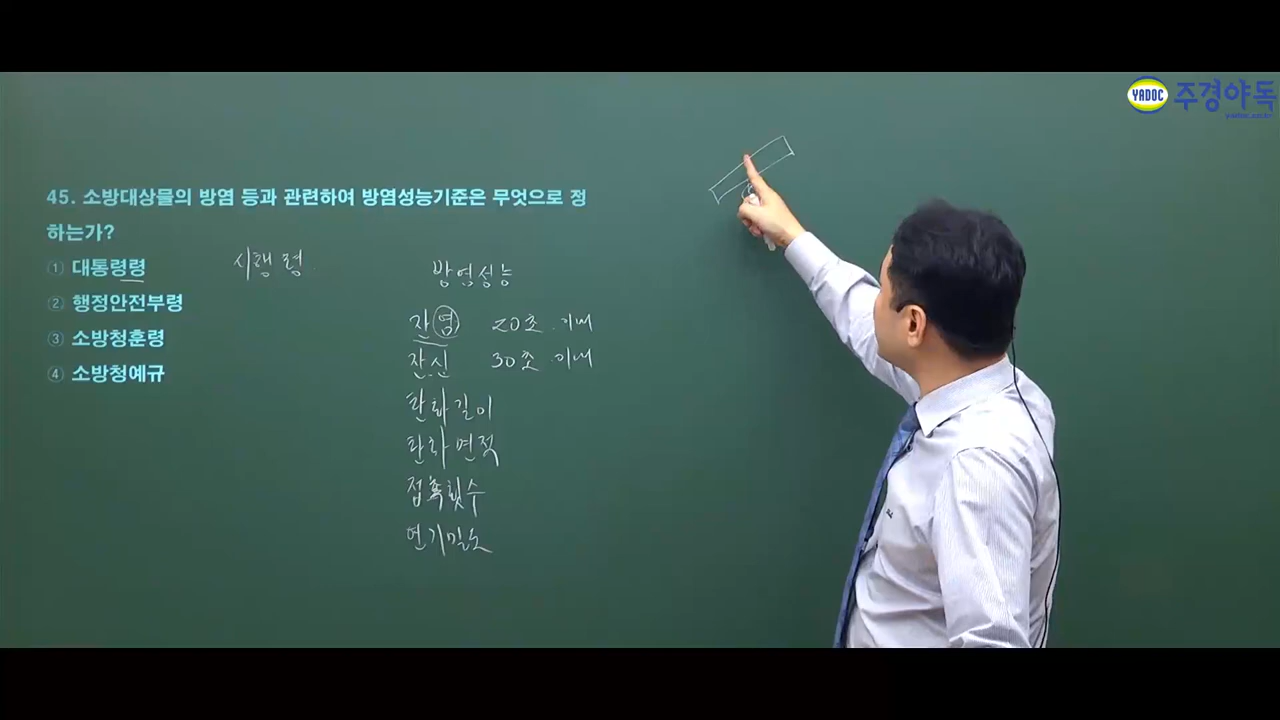 YADOC 주경야독
45. 소방대상물의 방염 등과 관련하여 방염성능기준은 무엇으로 정
하는가?
① 대통령령
② 행정안전부령
③ 소방청훈령
④ 소방청예규
시행령
방염성능
잔염 20초.이내
잔신 30초.이내
탄화길이
탄화면적
접촉횟수
연기밀도